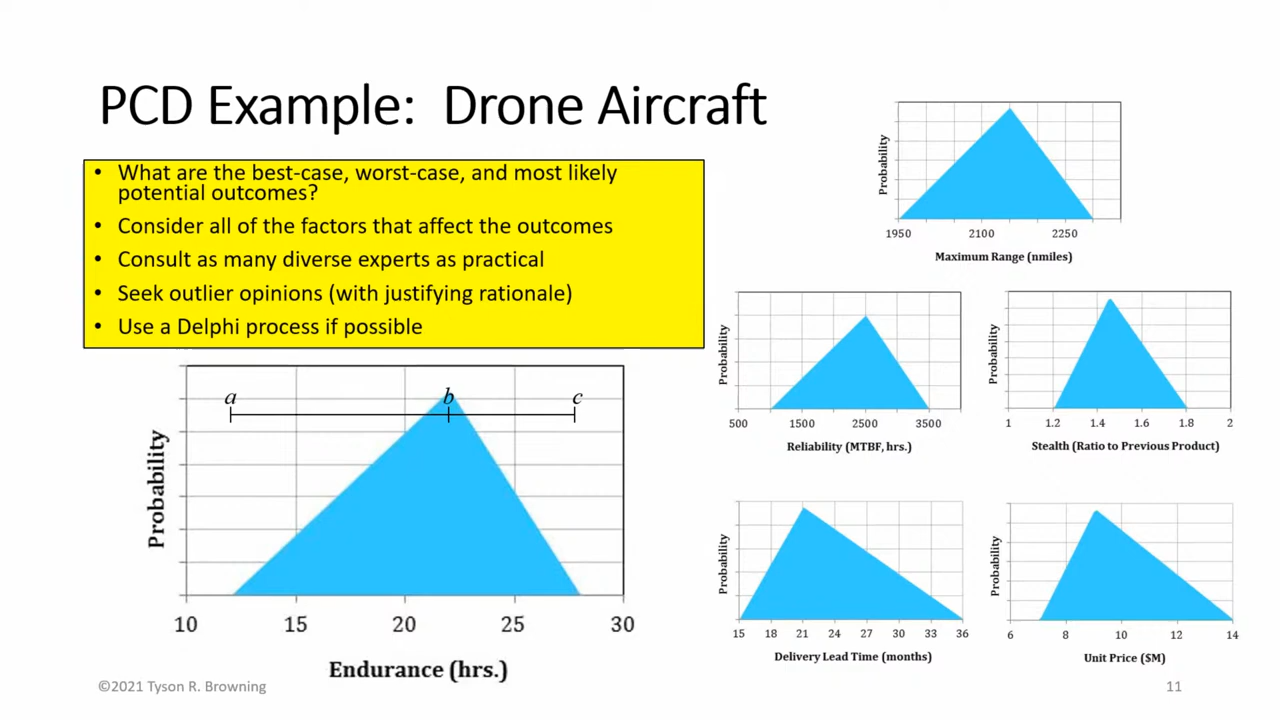 PCD Example: Drone Aircraft
• What are the best-case, worst-case, and most likely
potential outcomes?
• Consider all of the factors that affect the outcomes
• Consult as many diverse experts as practical
• Seek outlier opinions (with justifying rationale)
• Use a Delphi process if possible
a b c
Probability
10 15 20 25 30
Endurance (hrs.)
Probability
1950 2100 2250
Maximum Range (nmiles)
Probability
500 1500 2500 3500
Reliability (MTBF, hrs.)
Probability
1 1.2 1.4 1.6 1.8 2
Stealth (Ratio to Previous Product)
Probability
15 18 21 24 27 30 33 36
Delivery Lead Time (months)
Probability
6 8 10 12 14
Unit Price ($M)
©2021 Tyson R. Browning
11